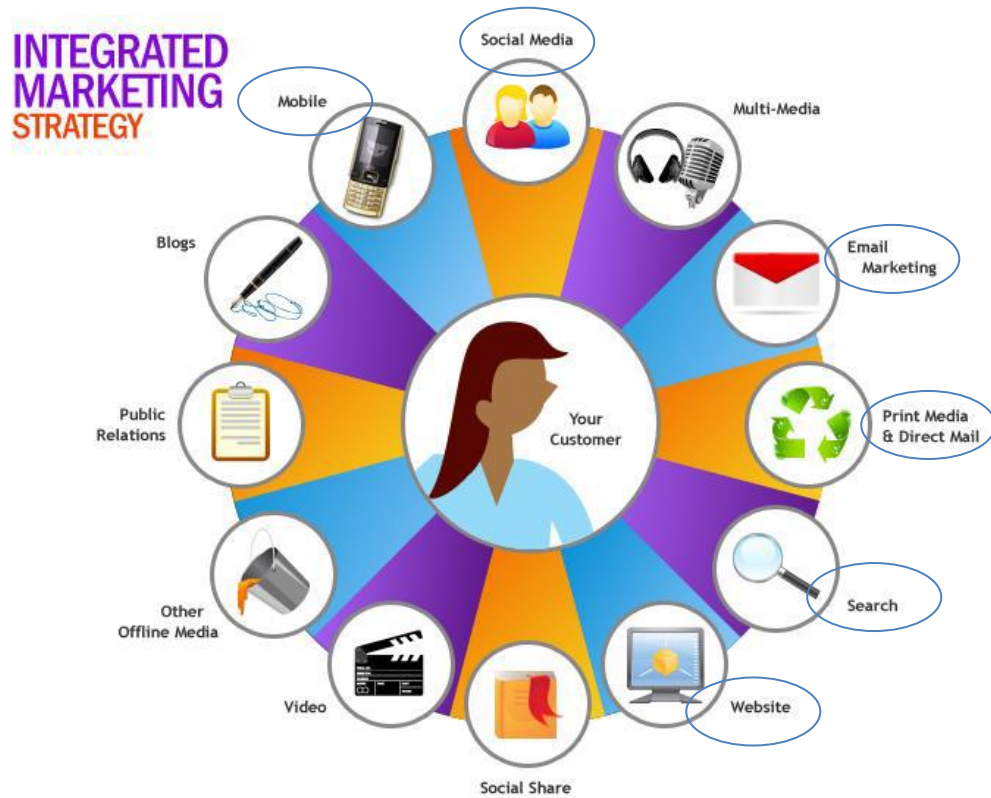 INTEGRATED
MARKETING
STRATEGY
Social Media
Mobile
Multi-Media
Blogs
Email
Marketing
Public
Relations
Your
Customer
Print Media
& Direct Mail
Other
Offline Media
Search
Video
Website
Social Share